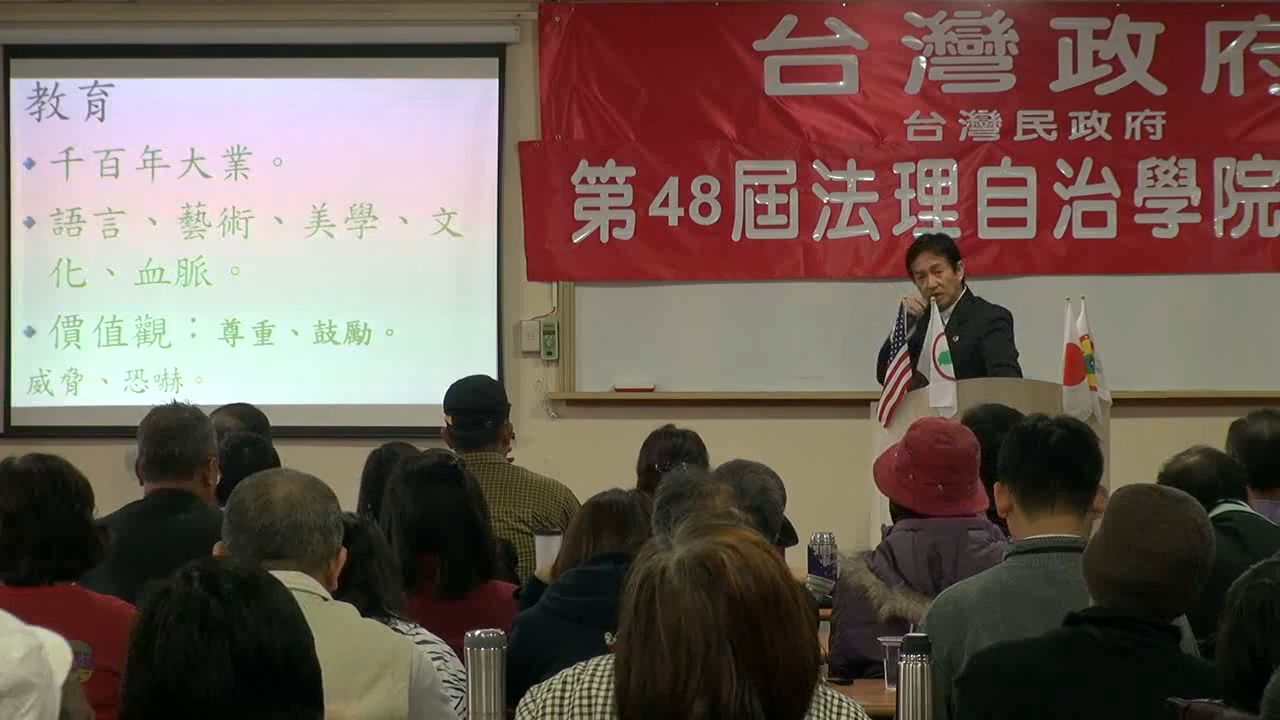 教育
千百年大業。
語言、藝術、美學、文
化、血脈。
價值觀：尊重、鼓勵。
威脅、恐嚇。
台灣政府
台灣民政府
第48屆法理自治學院